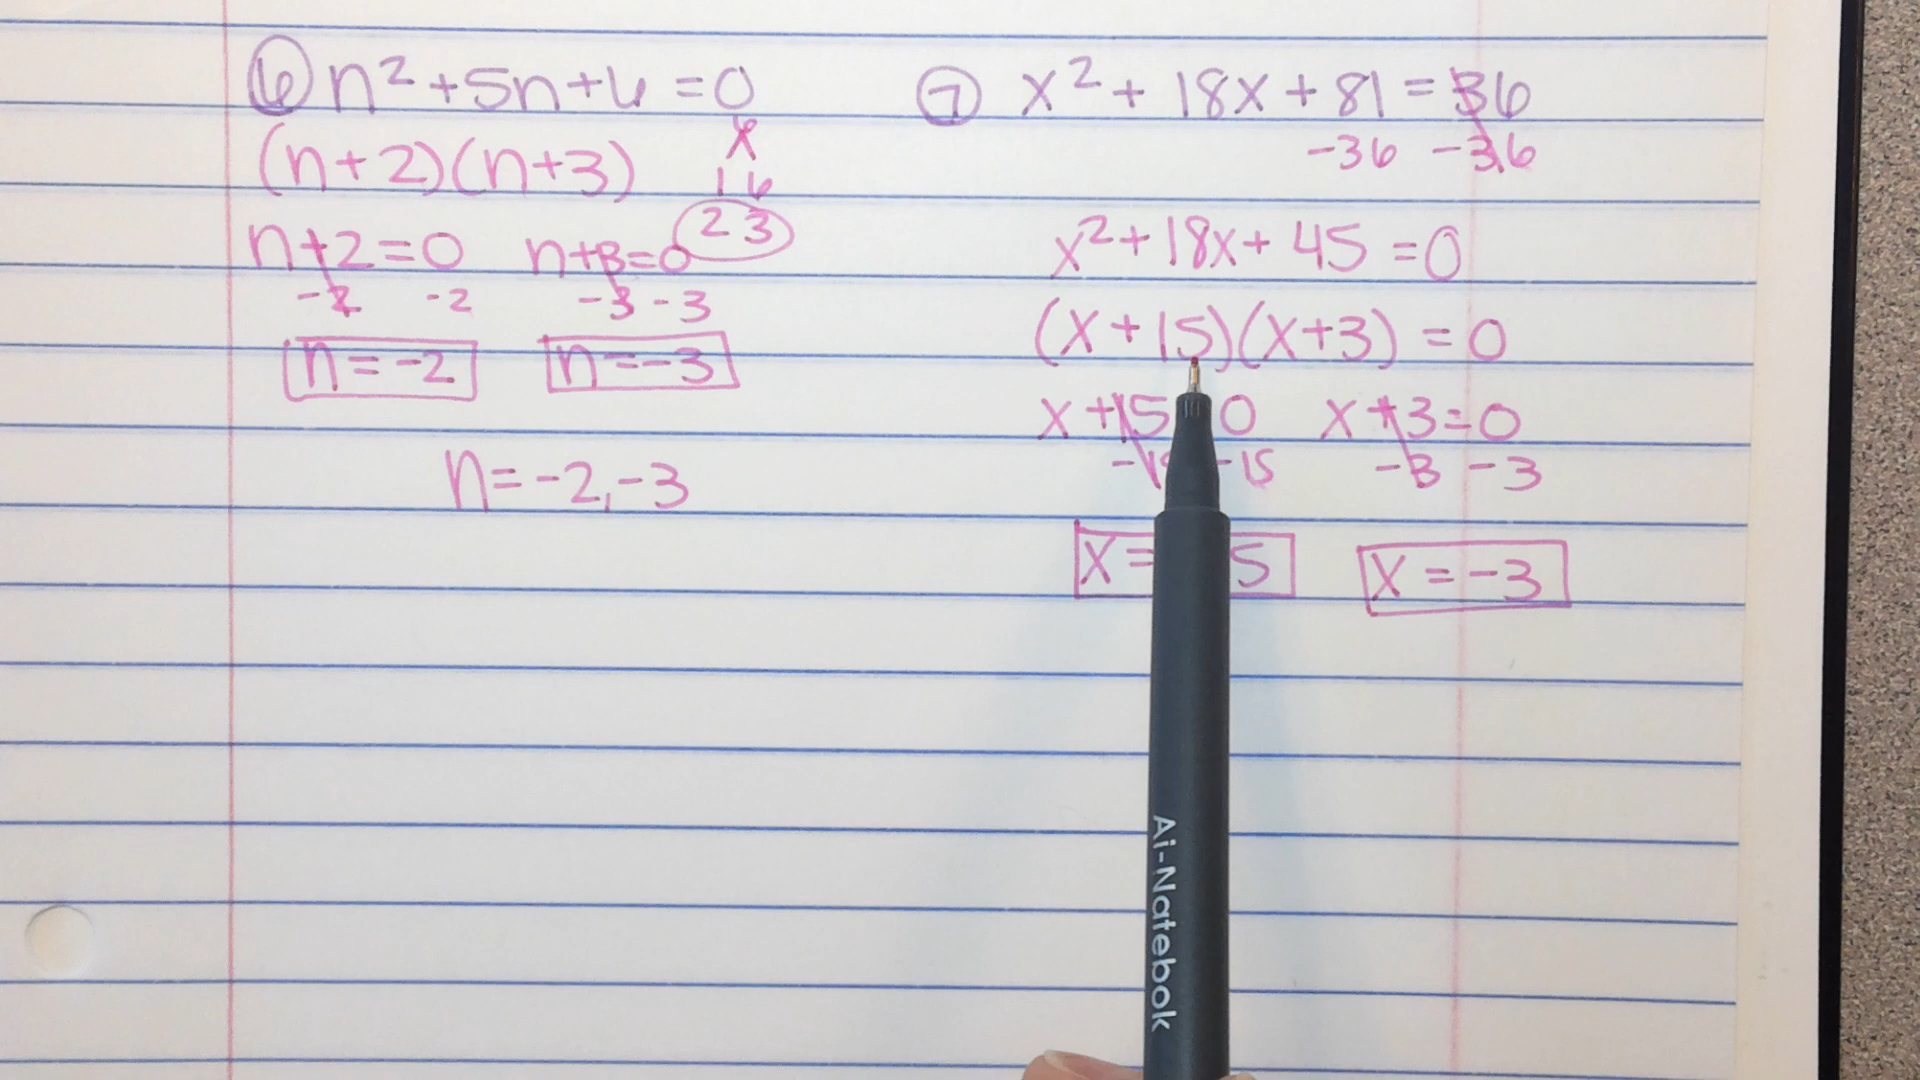 6 n² + 5n + 6 = 0
(n + 2)(n + 3)
6
1 6
2 3
n + 2 = 0 n + 3 = 0
-2 -2 -3 -3
n = -2 n = -3
n = -2, -3
7 x² + 18x + 81 = 36
-36 -36
x² + 18x + 45 = 0
(x + 15)(x + 3) = 0
x + 15 0 x + 3 = 0
-15 -3 -3
x = 5 x = -3
Ai-Natebok